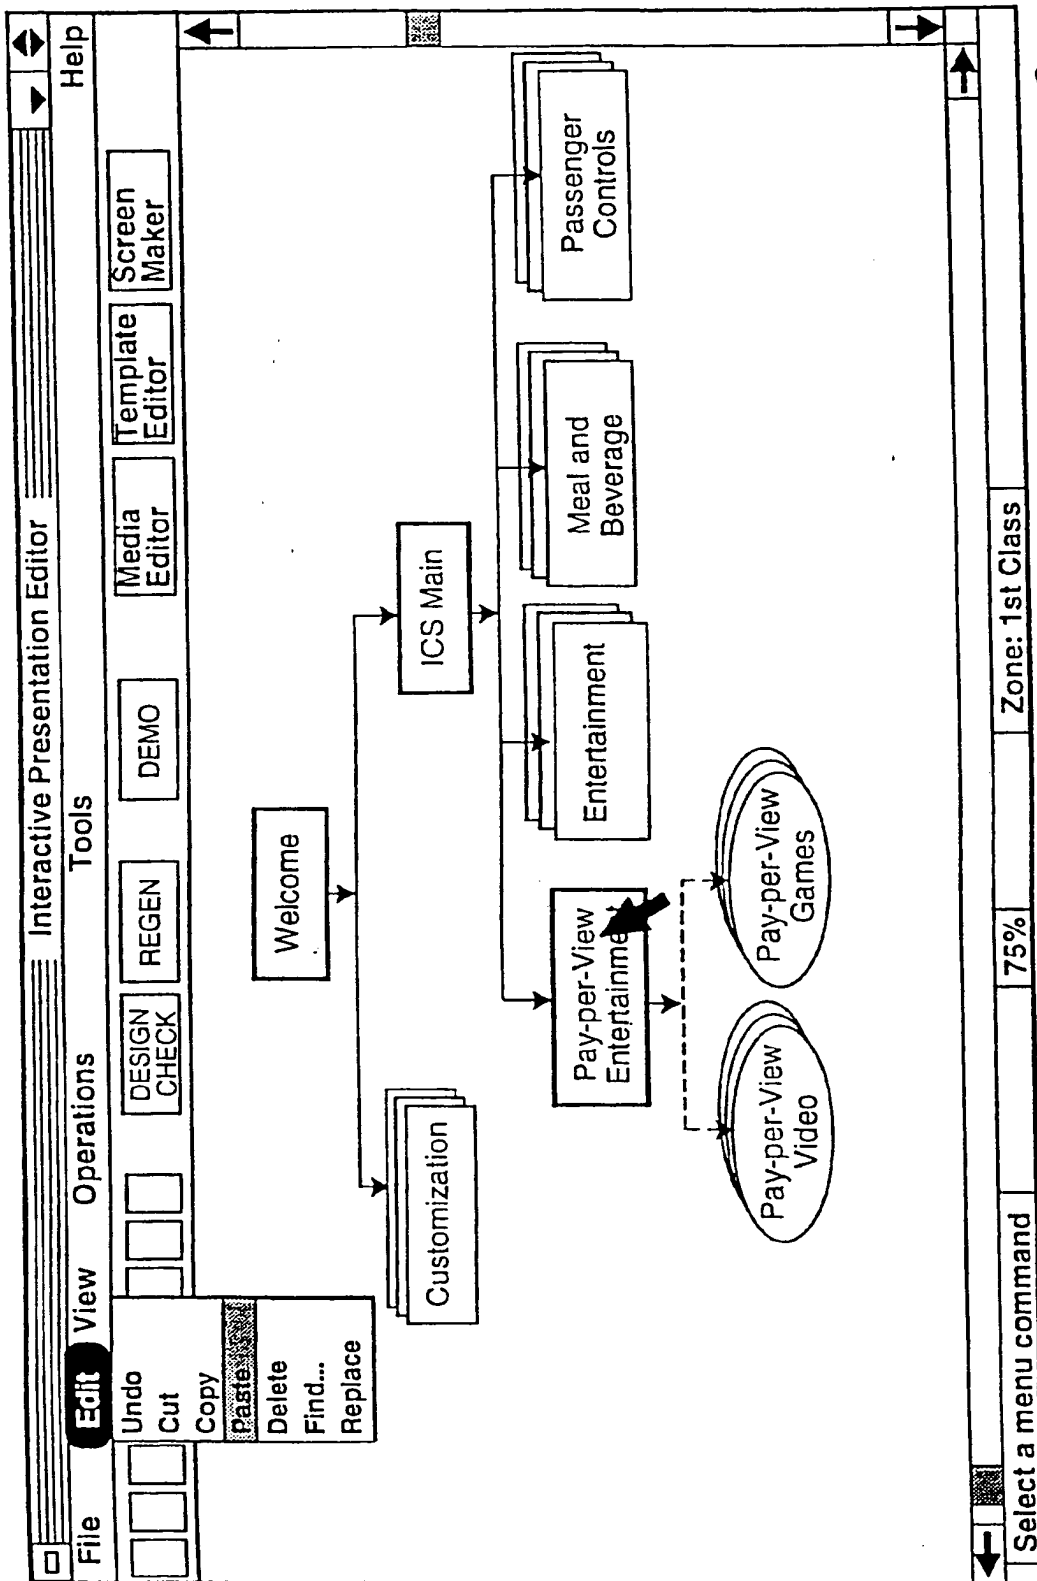 Interactive Presentation Editor
File Edit View Operations Tools Help
DESIGN
CHECK
REGEN
DEMO
Media
Editor
Template
Editor
Screen
Maker
Undo
Cut
Copy
Paste
Delete
Find...
Replace
Welcome
Customization
ICS Main
Pay-per-View
Entertainme
Entertainment
Meal and
Beverage
Passenger
Controls
Pay-per-View
Video
Pay-per-View
Games
Select a menu command
75%
Zone: 1st Class